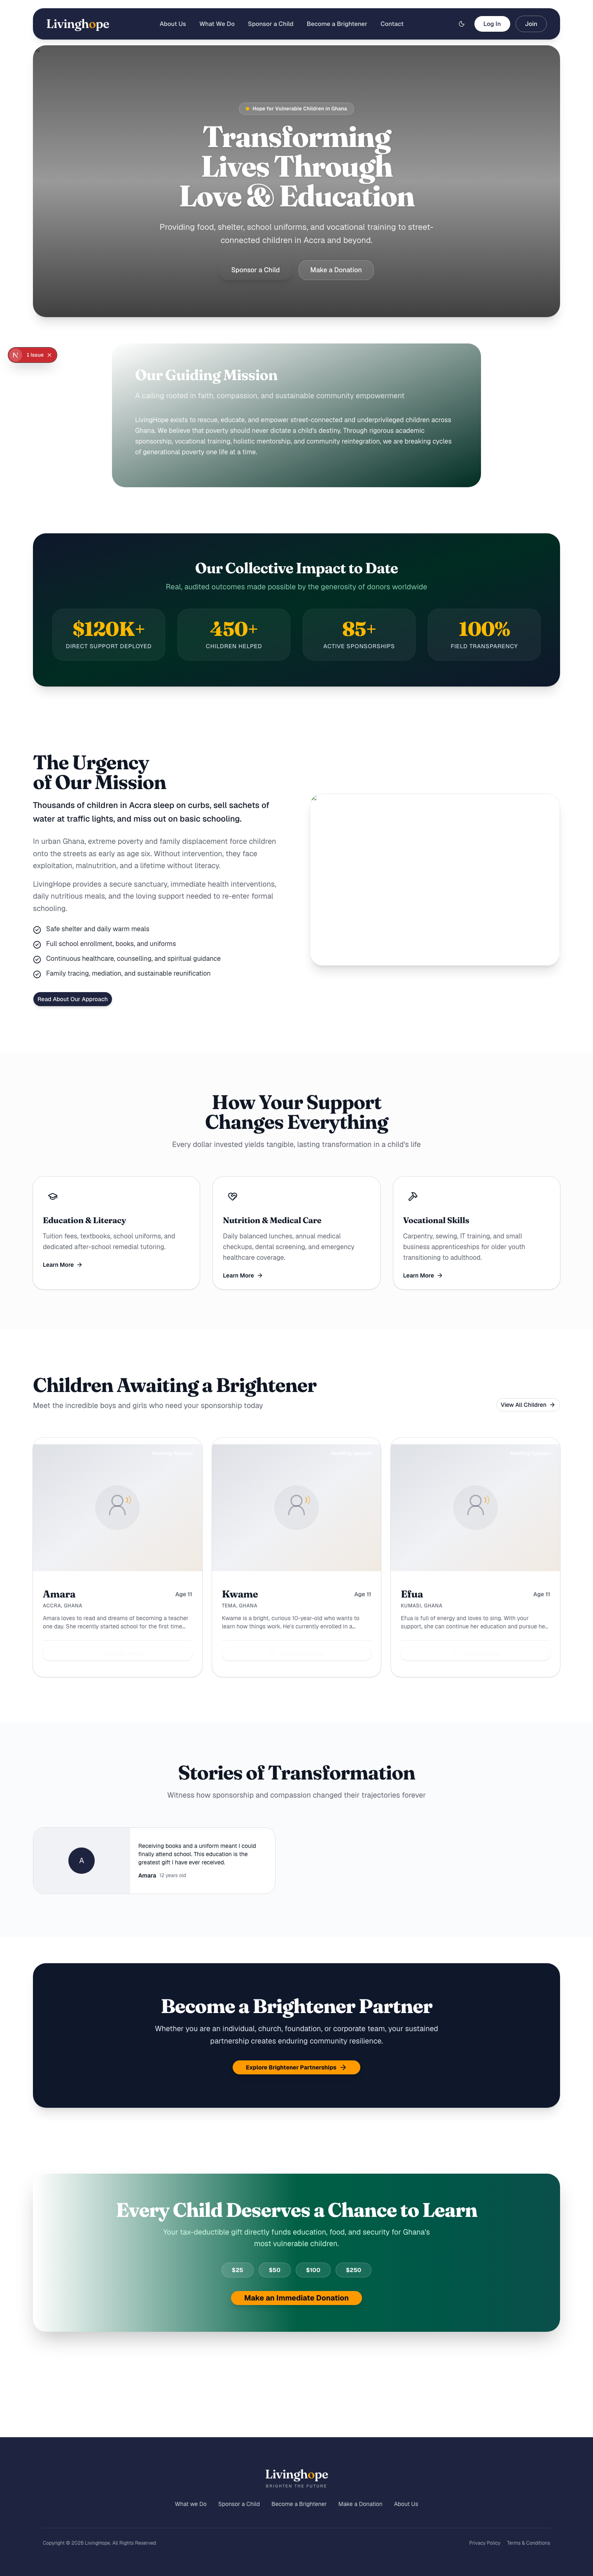 Livinghope
About Us
What We Do
Sponsor a Child
Become a Brightener
Contact
Log In
Join
Hope for Vulnerable Children in Ghana
Transforming
Lives Through
Love & Education
Providing food, shelter, school uniforms, and vocational training to street-
connected children in Accra and beyond.
Sponsor a Child
Make a Donation
N
1 Issue
Our Guiding Mission
A calling rooted in faith, compassion, and sustainable community empowerment
LivingHope exists to rescue, educate, and empower street-connected and underprivileged children across
Ghana. We believe that poverty should never dictate a child's destiny. Through rigorous academic
sponsorship, vocational training, holistic mentorship, and community reintegration, we are breaking cycles
of generational poverty one life at a time.
Our Collective Impact to Date
Real, audited outcomes made possible by the generosity of donors worldwide
$120K+
DIRECT SUPPORT DEPLOYED
450+
CHILDREN HELPED
85+
ACTIVE SPONSORSHIPS
100%
FIELD TRANSPARENCY
The Urgency
of Our Mission
Thousands of children in Accra sleep on curbs, sell sachets of
water at traffic lights, and miss out on basic schooling.
In urban Ghana, extreme poverty and family displacement force children
onto the streets as early as age six. Without intervention, they face
exploitation, malnutrition, and a lifetime without literacy.
LivingHope provides a secure sanctuary, immediate health interventions,
daily nutritious meals, and the loving support needed to re-enter formal
schooling.
Safe shelter and daily warm meals
Full school enrollment, books, and uniforms
Continuous healthcare, counselling, and spiritual guidance
Family tracing, mediation, and sustainable reunification
Read About Our Approach
How Your Support
Changes Everything
Every dollar invested yields tangible, lasting transformation in a child's life
Education & Literacy
Tuition fees, textbooks, school uniforms, and
dedicated after-school remedial tutoring.
Learn More
Nutrition & Medical Care
Daily balanced lunches, annual medical
checkups, dental screening, and emergency
healthcare coverage.
Learn More
Vocational Skills
Carpentry, sewing, IT training, and small
business apprenticeships for older youth
transitioning to adulthood.
Learn More
Children Awaiting a Brightener
Meet the incredible boys and girls who need your sponsorship today
View All Children
Amara
Age 11
ACCRA, GHANA
Amara loves to read and dreams of becoming a teacher
one day. She recently started school for the first time...
Kwame
Age 11
TEMA, GHANA
Kwame is a bright, curious 10-year-old who wants to
learn how things work. He's currently enrolled in a...
Efua
Age 11
KUMASI, GHANA
Efua is full of energy and loves to sing. With your
support, she can continue her education and pursue he...
Stories of Transformation
Witness how sponsorship and compassion changed their trajectories forever
A
Receiving books and a uniform meant I could
finally attend school. This education is the
greatest gift I have ever received.
Amara
12 years old
Become a Brightener Partner
Whether you are an individual, church, foundation, or corporate team, your sustained
partnership creates enduring community resilience.
Explore Brightener Partnerships
Every Child Deserves a Chance to Learn
Your tax-deductible gift directly funds education, food, and security for Ghana's
most vulnerable children.
$25
$50
$100
$250
Make an Immediate Donation
Livinghope
BRIGHTEN THE FUTURE
What we Do
Sponsor a Child
Become a Brightener
Make a Donation
About Us
Copyright © 2026 LivingHope. All Rights Reserved
Privacy Policy
Terms & Conditions